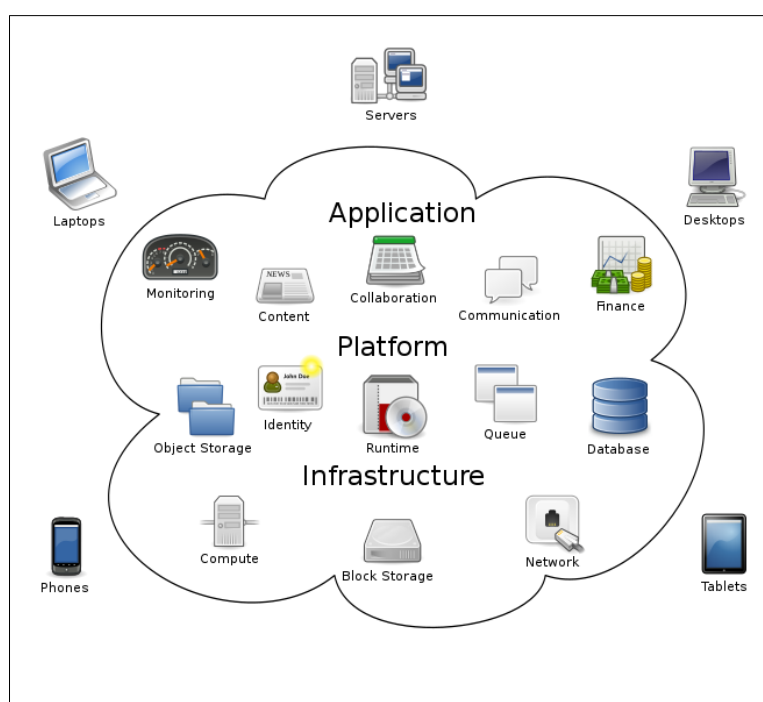 Servers
Laptops
Desktops
Application
Monitoring
NEWS
Content
Collaboration
Communication
Finance
Platform
Object Storage
John Doe
Identity
Runtime
Queue
Database
Infrastructure
Compute
Block Storage
Network
Phones
Tablets